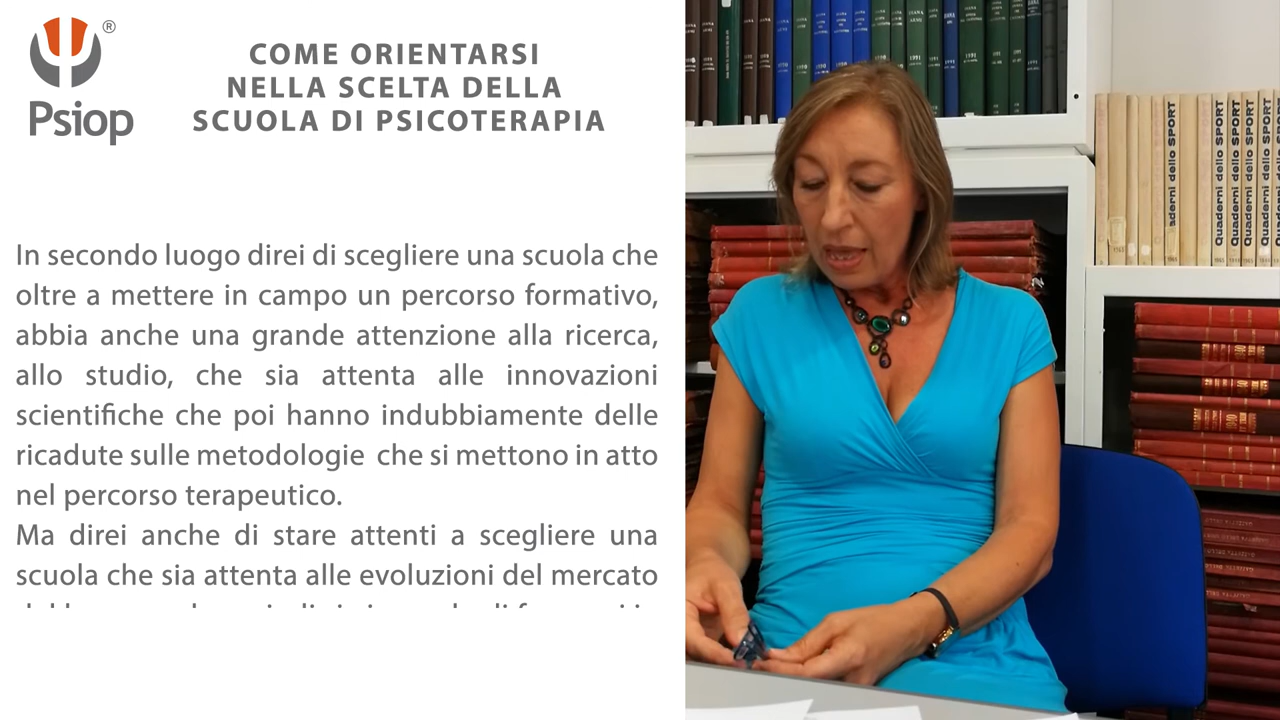 ®
Psiop
COME ORIENTARSI
NELLA SCELTA DELLA
SCUOLA DI PSICOTERAPIA
In secondo luogo direi di scegliere una scuola che
oltre a mettere in campo un percorso formativo,
abbia anche una grande attenzione alla ricerca,
allo studio, che sia attenta alle innovazioni
scientifiche che poi hanno indubbiamente delle
ricadute sulle metodologie che si mettono in atto
nel percorso terapeutico.
Ma direi anche di stare attenti a scegliere una
scuola che sia attenta alle evoluzioni del mercato
Quaderni dello SPORT
Quaderni dello SPORT
Quaderni dello SPORT
Quaderni dello SPORT
Quaderni dello SPORT